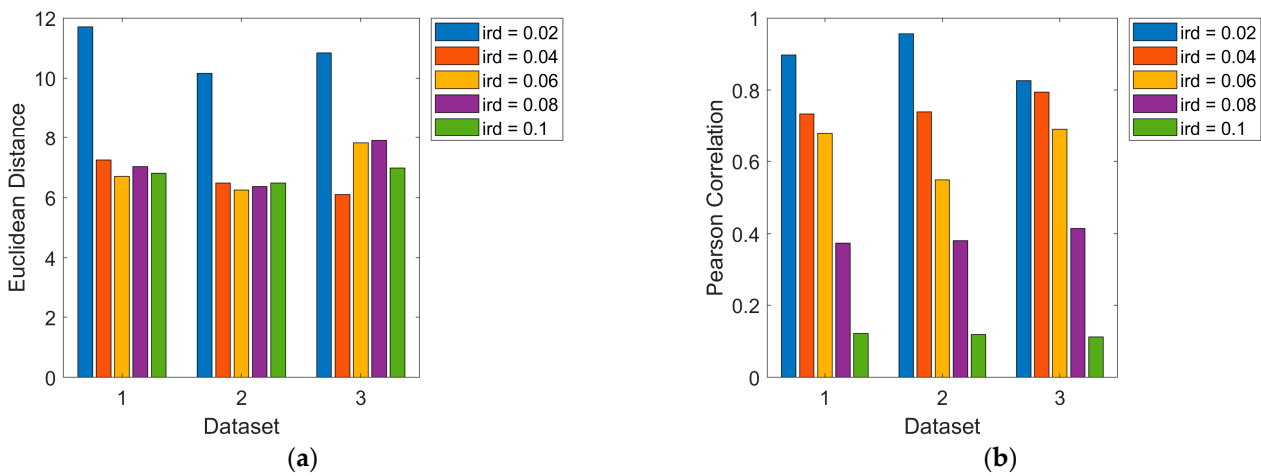 12
10
8
6
4
2
0
Euclidean Distance
1 2 3
Dataset
ird = 0.02
ird = 0.04
ird = 0.06
ird = 0.08
ird = 0.1
(a)
1
0.8
0.6
0.4
0.2
0
Pearson Correlation
1 2 3
Dataset
ird = 0.02
ird = 0.04
ird = 0.06
ird = 0.08
ird = 0.1
(b)